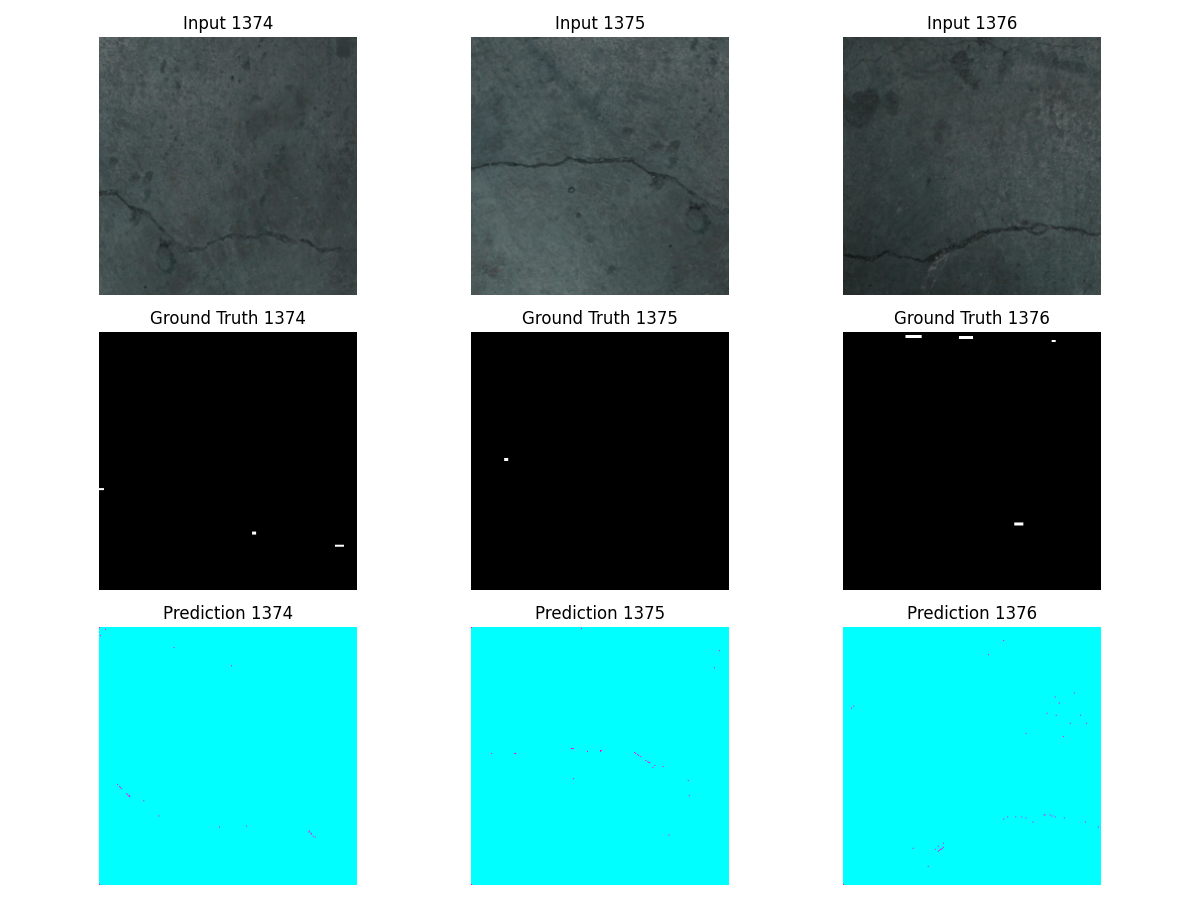 Input 1374
Input 1375
Input 1376
Ground Truth 1374
Ground Truth 1375
Ground Truth 1376
Prediction 1374
Prediction 1375
Prediction 1376